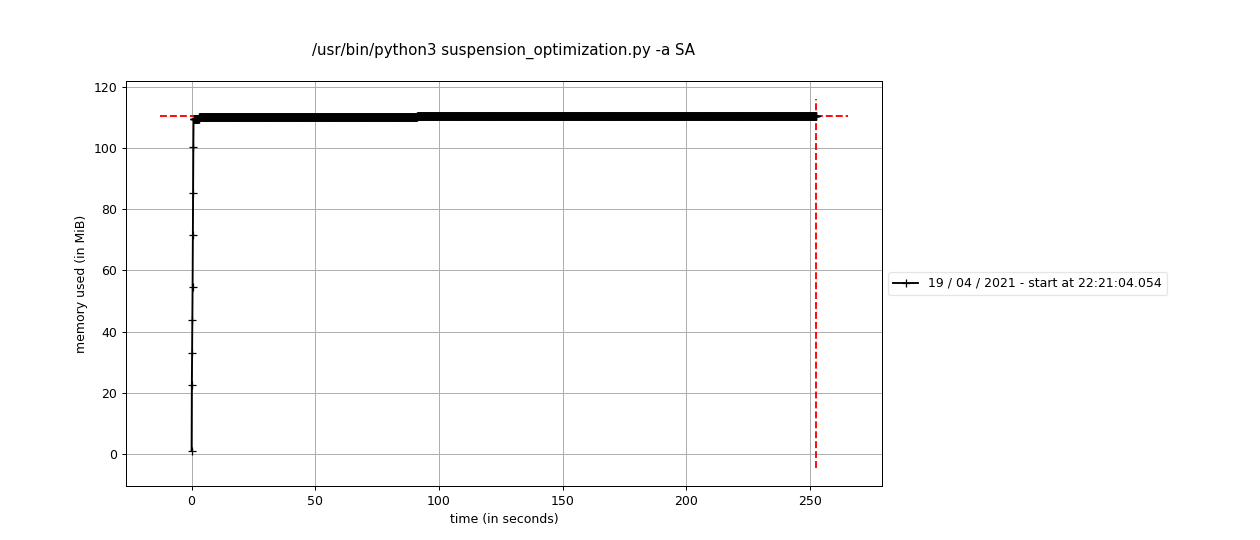 /usr/bin/python3 suspension_optimization.py -a SA
120
100
80
60
40
20
0
memory used (in MiB)
0 50 100 150 200 250
time (in seconds)
19 / 04 / 2021 - start at 22:21:04.054